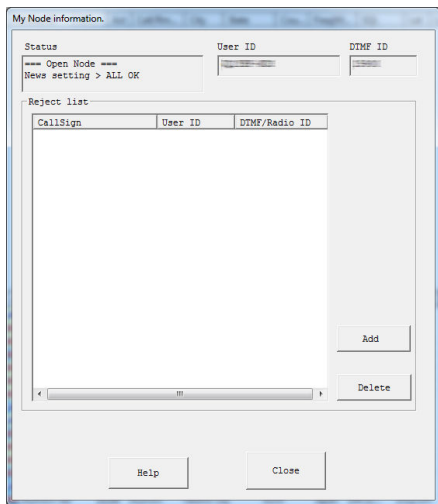 My Node information.
Status User ID DTMF ID
=== Open Node ===
News setting > ALL OK
Reject list
CallSign User ID DTMF/Radio ID
Add
Delete
Help Close